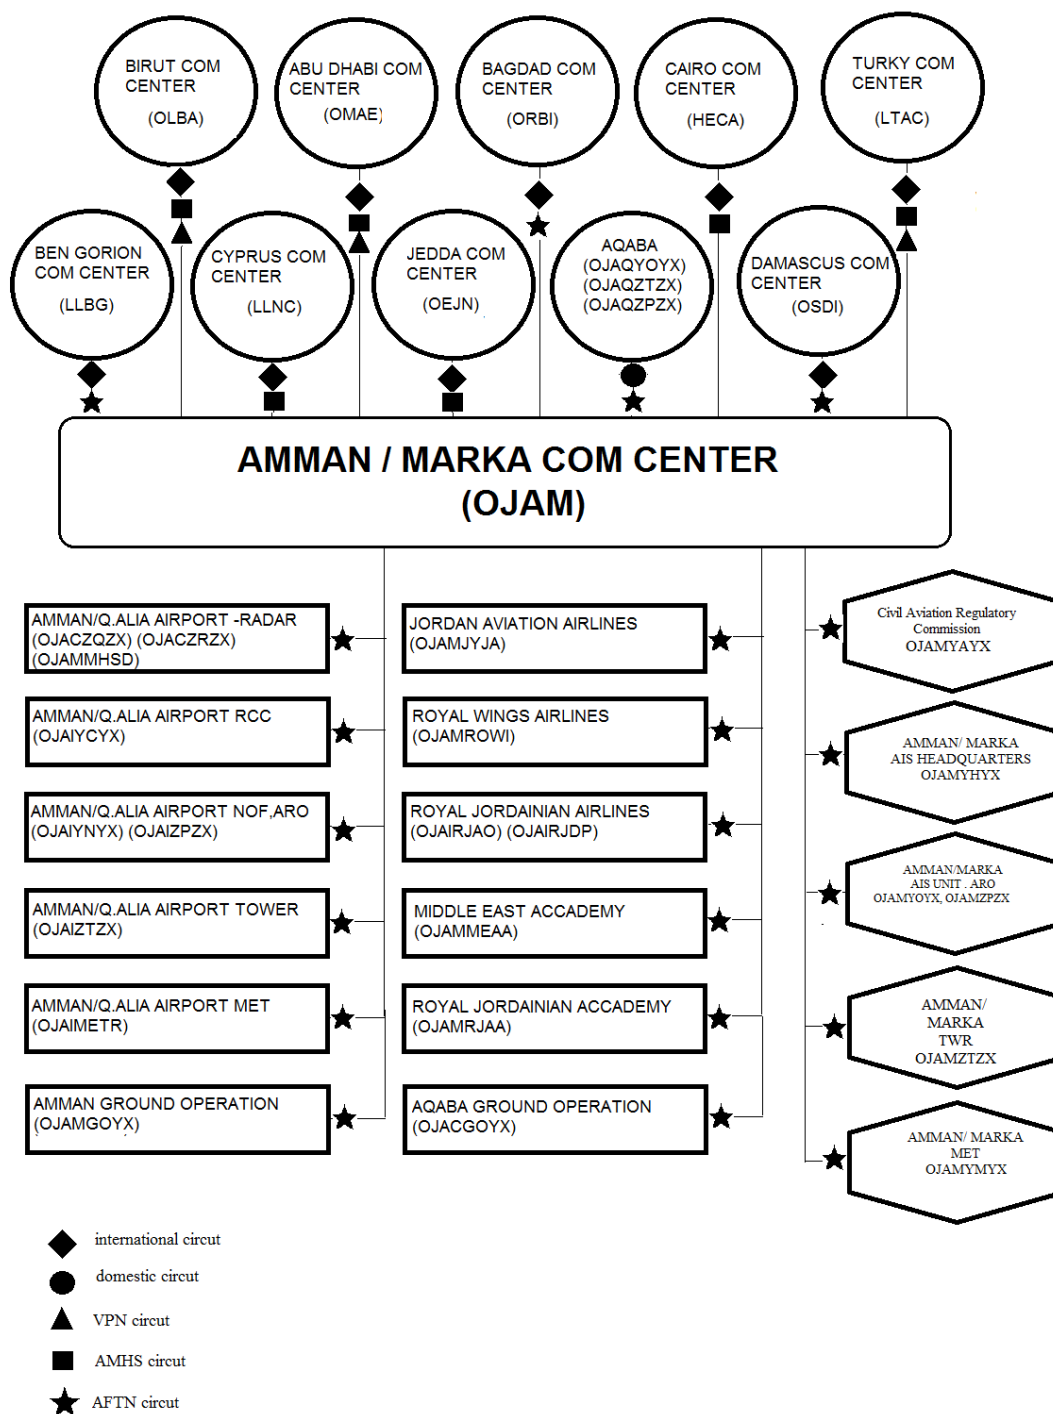 BIRUT COM
CENTER
(OLBA)
ABU DHABI COM
CENTER
(OMAE)
BAGDAD COM
CENTER
(ORBI)
CAIRO COM
CENTER
(HECA)
TURKY COM
CENTER
(LTAC)
BEN GORION
COM CENTER
(LLBG)
CYPRUS COM
CENTER
(LLNC)
JEDDA COM
CENTER
(OEJN)
AQABA
(OJAQYOYX)
(OJAQZTZX)
(OJAQZPZX)
DAMASCUS COM
CENTER
(OSDI)
AMMAN / MARKA COM CENTER
(OJAM)
AMMAN/Q.ALIA AIRPORT -RADAR
(OJACZQZX) (OJACZRZX)
(OJAMMHSD)
AMMAN/Q.ALIA AIRPORT RCC
(OJAIYCYX)
AMMAN/Q.ALIA AIRPORT NOF,ARO
(OJAIYNYX) (OJAIZPZX)
AMMAN/Q.ALIA AIRPORT TOWER
(OJAIZTZX)
AMMAN/Q.ALIA AIRPORT MET
(OJAIMETR)
AMMAN GROUND OPERATION
(OJAMGOYX)
JORDAN AVIATION AIRLINES
(OJAMJYJA)
ROYAL WINGS AIRLINES
(OJAMROWI)
ROYAL JORDAINIAN AIRLINES
(OJAIRJAO) (OJAIRJDP)
MIDDLE EAST ACCADEMY
(OJAMMEAA)
ROYAL JORDAINIAN ACCADEMY
(OJAMRJAA)
AQABA GROUND OPERATION
(OJACGOYX)
Civil Aviation Regulatory
Commission
OJAMYAYX
AMMAN/ MARKA
AIS HEADQUARTERS
OJAMYHYX
AMMAN/MARKA
AIS UNIT . ARO
OJAMYOYX, OJAMZPZX
AMMAN/
MARKA
TWR
OJAMZTZX
AMMAN/ MARKA
MET
OJAMYMYX
international circut
domestic circut
VPN circut
AMHS circut
AFTN circut